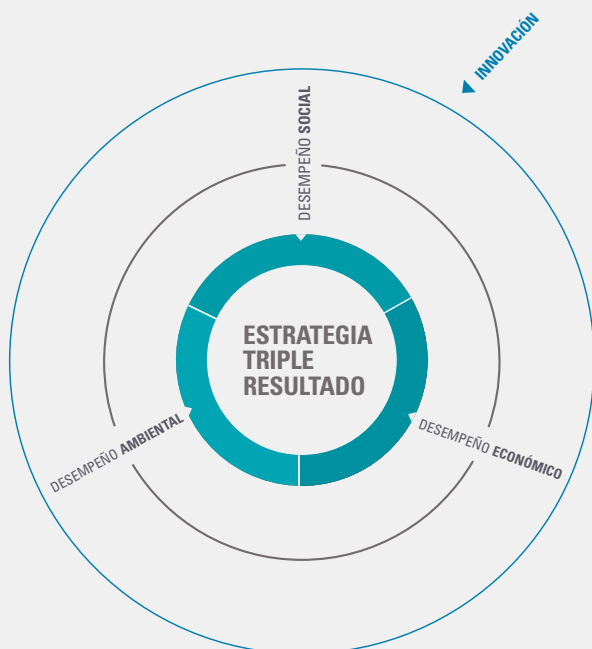 INNOVACIÓN
DESEMPEÑO SOCIAL
ESTRATEGIA
TRIPLE
RESULTADO
DESEMPEÑO AMBIENTAL
DESEMPEÑO ECONÓMICO